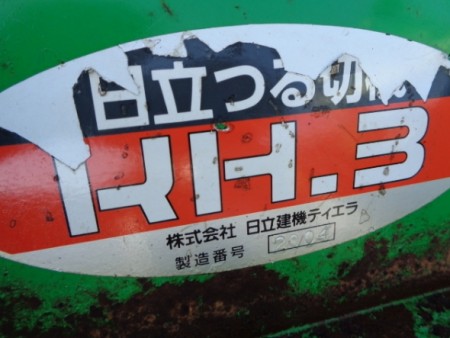 日立つる切機
KH.3
株式会社 日立建機ティエラ
製造番号